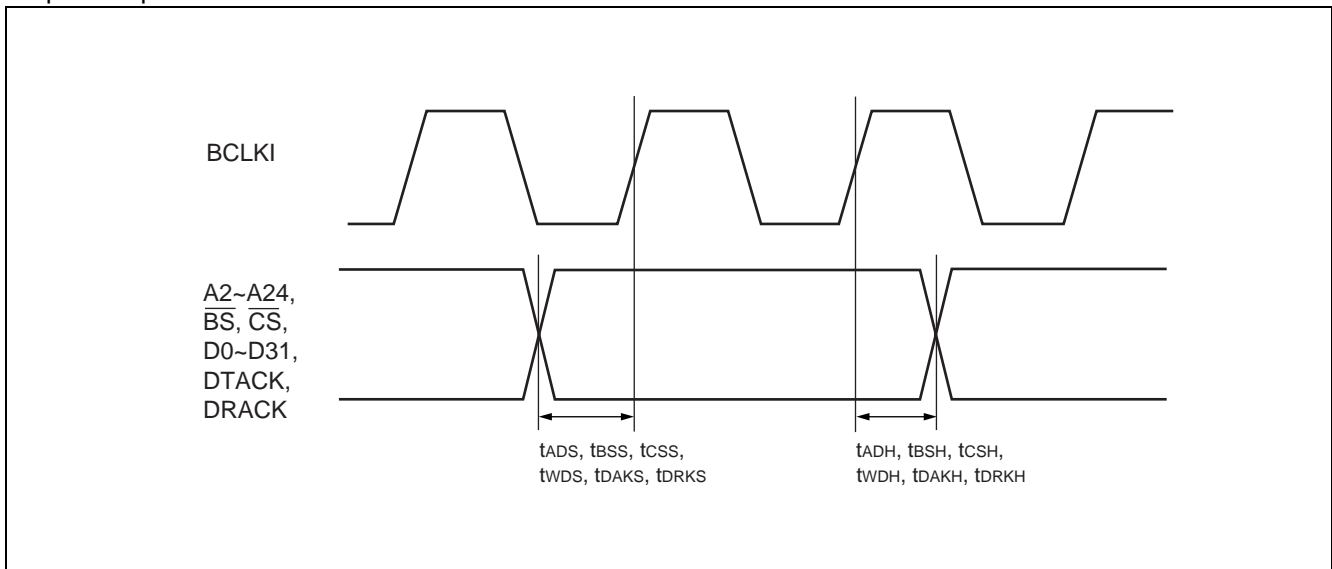 BCLKI
A2~A24,
BS, CS,
D0~D31,
DTACK,
DRACK
tADS, tBSS, tCSS,
tWDS, tDAKS, tDRKS
tADH, tBSH, tCSH,
tWDH, tDAKH, tDRKH